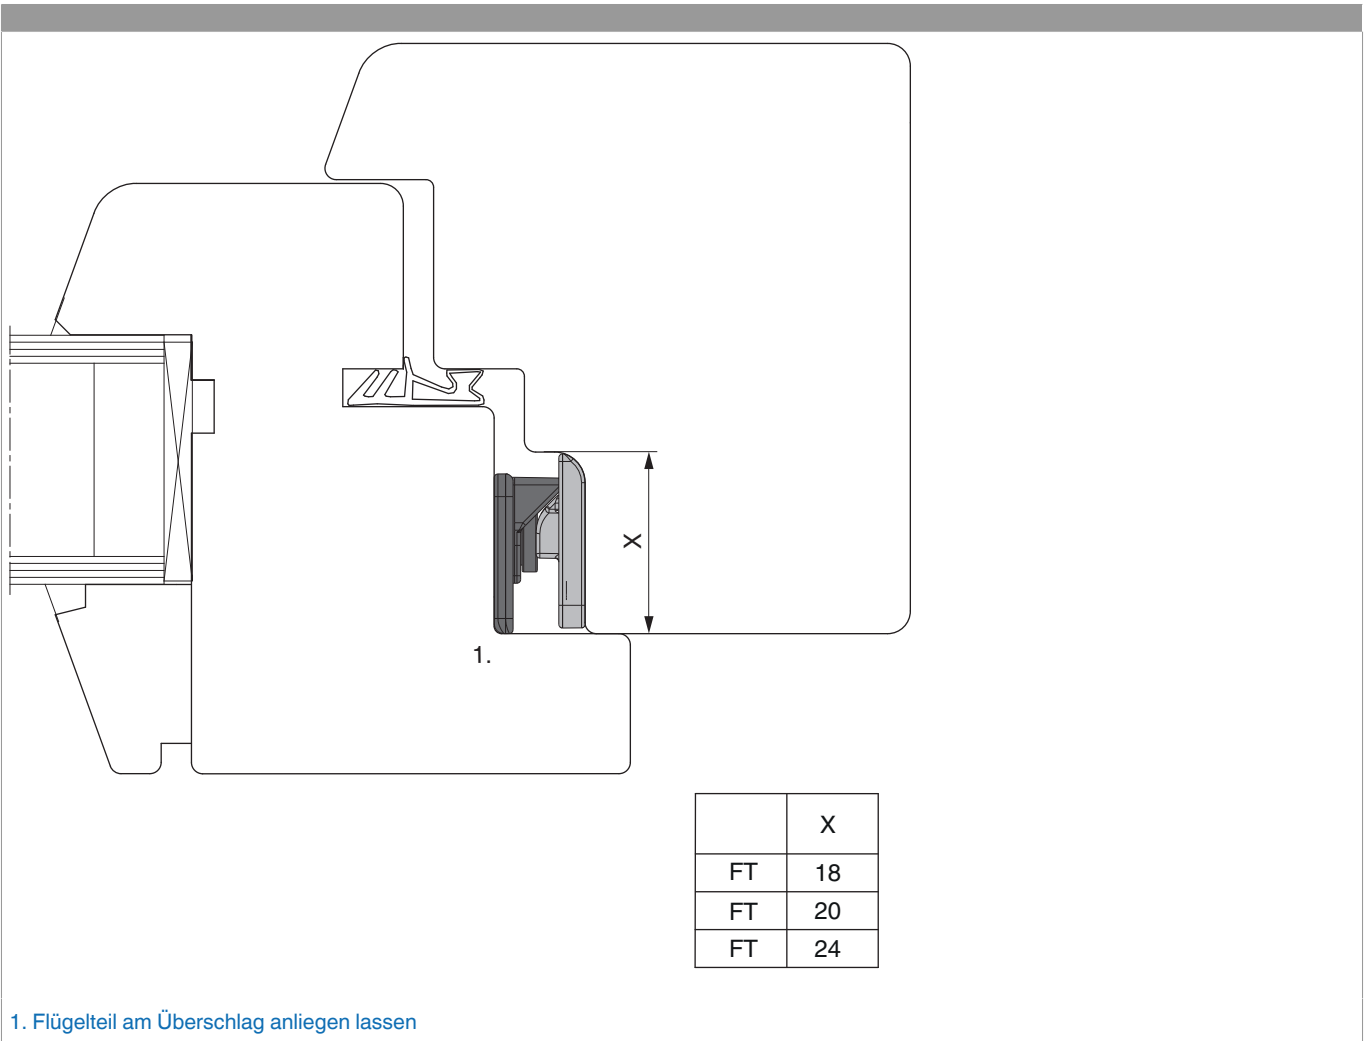 X
1.
X
FT 18
FT 20
FT 24
1. Flügelteil am Überschlag anliegen lassen